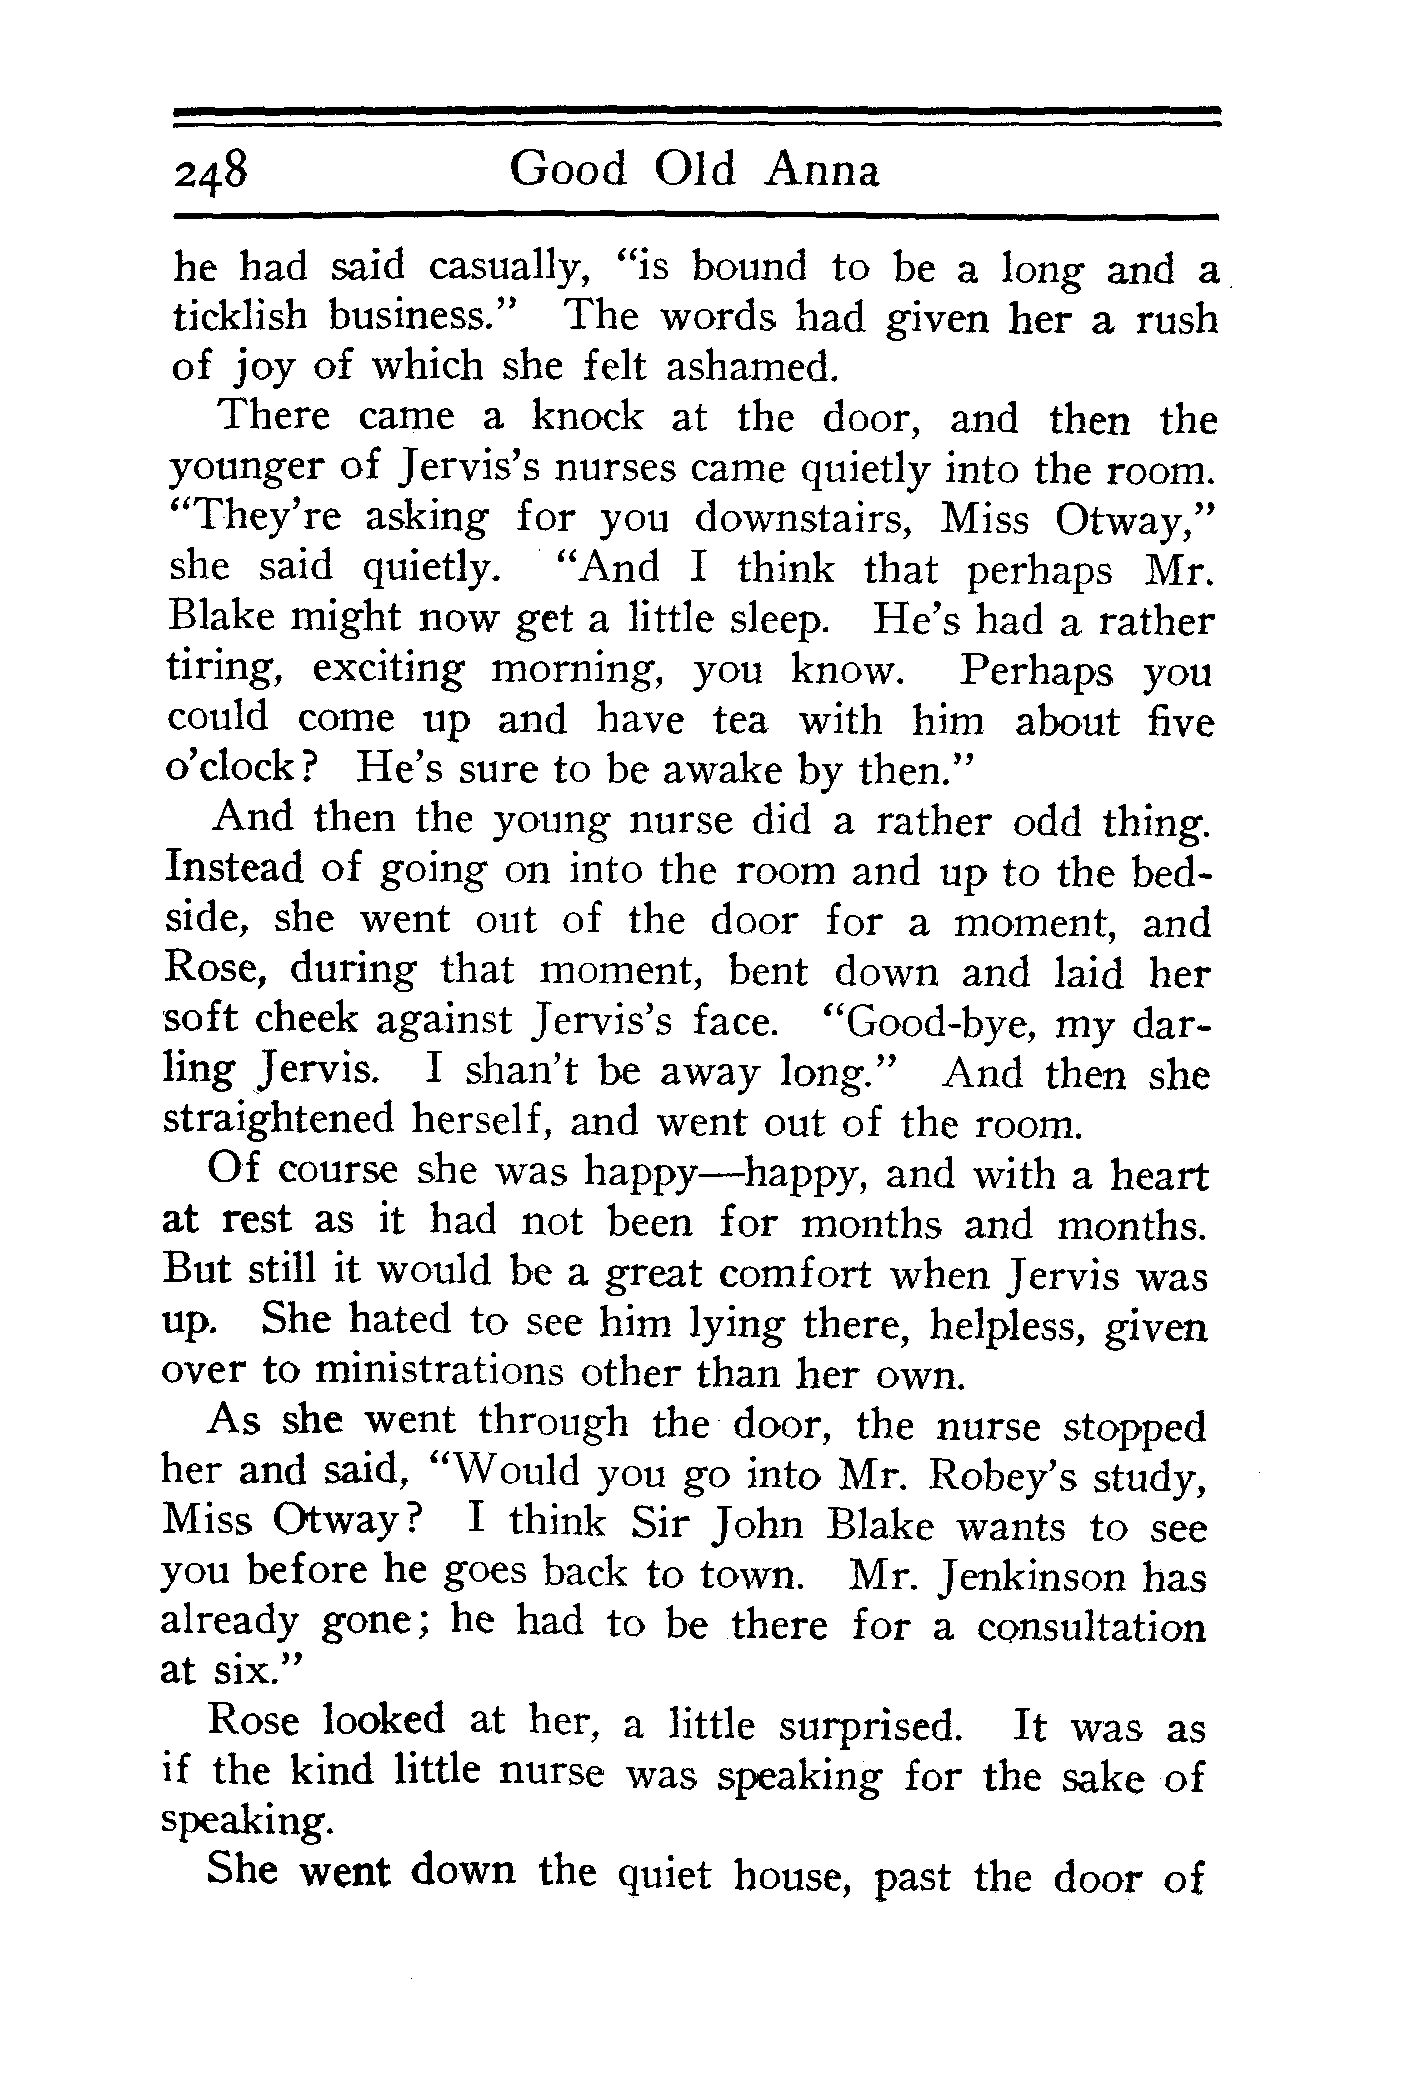 248 Good Old Anna
he had said casually, “is bound to be a long and a
ticklish business.” The words had given her a rush
of joy of which she felt ashamed.
There came a knock at the door, and then the
younger of Jervis’s nurses came quietly into the room.
“They’re asking for you downstairs, Miss Otway,”
she said quietly. “And I think that perhaps Mr.
Blake might now get a little sleep. He’s had a rather
tiring, exciting morning, you know. Perhaps you
could come up and have tea with him about five
o’clock? He’s sure to be awake by then.”
And then the young nurse did a rather odd thing.
Instead of going on into the room and up to the bed-
side, she went out of the door for a moment, and
Rose, during that moment, bent down and laid her
soft cheek against Jervis’s face. “Good-bye, my dar-
ling Jervis. I shan’t be away long.” And then she
straightened herself, and went out of the room.
Of course she was happy—happy, and with a heart
at rest as it had not been for months and months.
But still it would be a great comfort when Jervis was
up. She hated to see him lying there, helpless, given
over to ministrations other than her own.
As she went through the door, the nurse stopped
her and said, “Would you go into Mr. Robey’s study,
Miss Otway? I think Sir John Blake wants to see
you before he goes back to town. Mr. Jenkinson has
already gone; he had to be there for a consultation
at six.”
Rose looked at her, a little surprised. It was as
if the kind little nurse was speaking for the sake of
speaking.
She went down the quiet house, past the door of